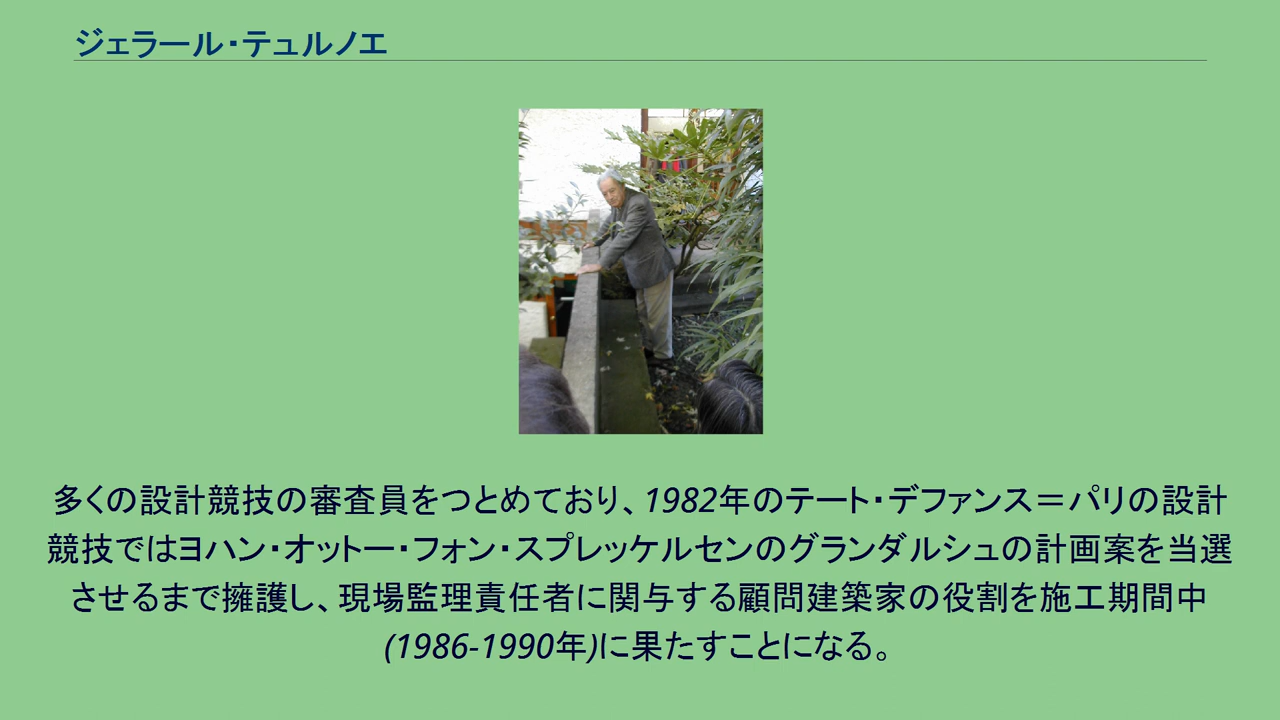 ジェラール・テュルノエ
多くの設計競技の審査員をつとめており、1982年のテート・デファンス＝パリの設計
競技ではヨハン・オットー・フォン・スプレッケルセンのグランダルシュの計画案を当選
させるまで擁護し、現場監理責任者に関与する顧問建築家の役割を施工期間中
(1986-1990年)に果たすことになる。